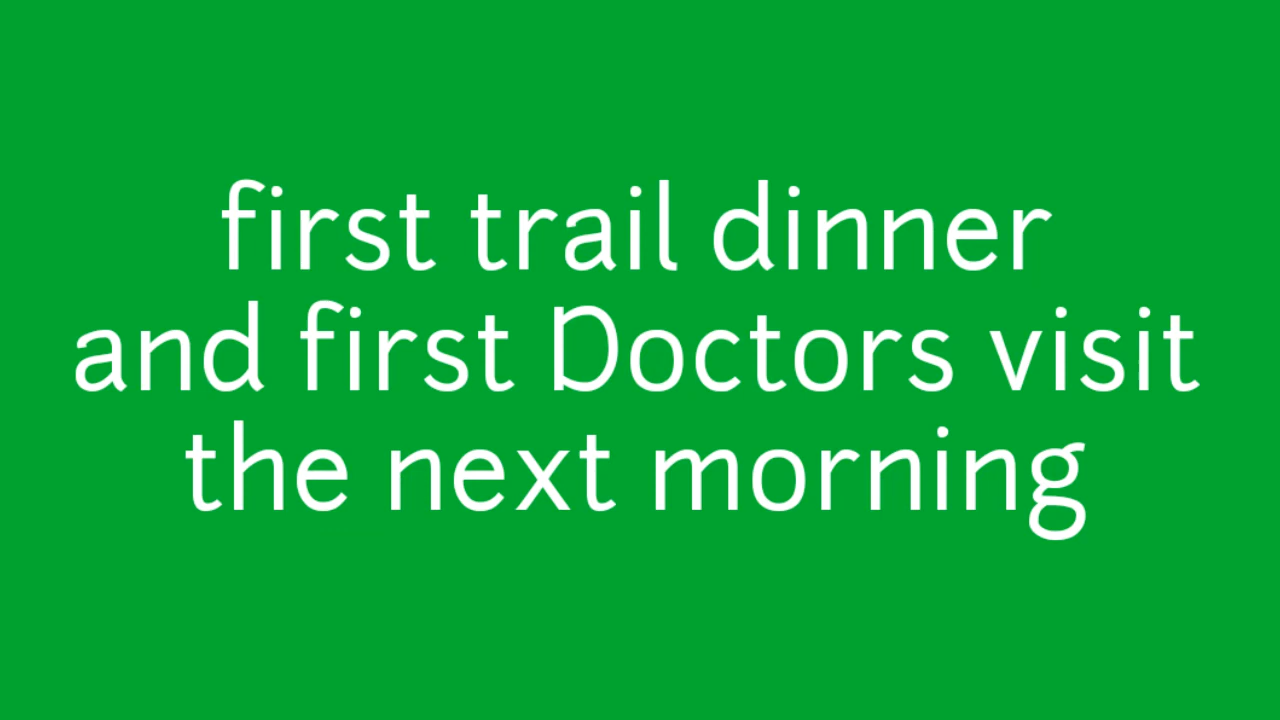 first trail dinner
and first Doctors visit
the next morning